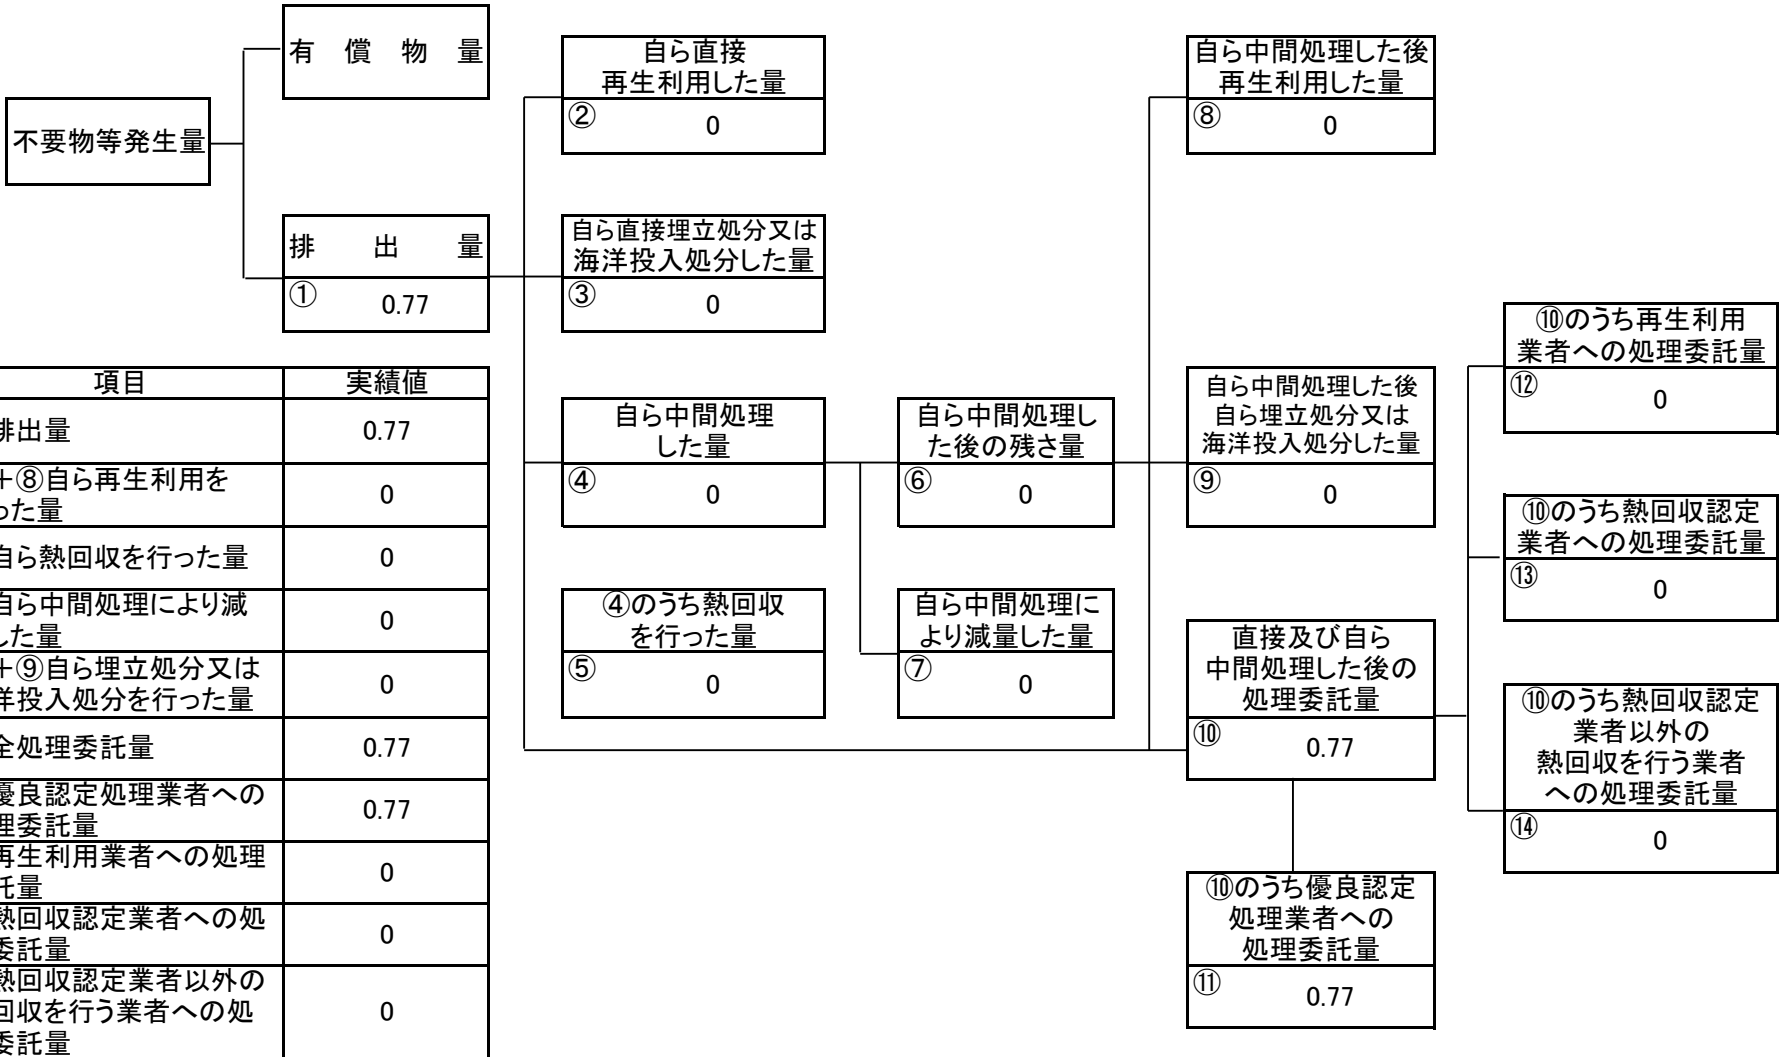 有償物量
不要物等発生量
排出量
① 0.77
自ら直接
再生利用した量
② 0
自ら直接埋立処分又は
海洋投入処分した量
③ 0
自ら中間処理
した量
④ 0
④のうち熱回収
を行った量
⑤ 0
自ら中間処理し
た後の残さ量
⑥ 0
自ら中間処理に
より減量した量
⑦ 0
自ら中間処理した後
再生利用した量
⑧ 0
自ら中間処理した後
自ら埋立処分又は
海洋投入処分した量
⑨ 0
直接及び自ら
中間処理した後の
処理委託量
⑩ 0.77
⑩のうち優良認定
処理業者への
処理委託量
⑪ 0.77
⑩のうち再生利用
業者への処理委託量
⑫ 0
⑩のうち熱回収認定
業者への処理委託量
⑬ 0
⑩のうち熱回収認定
業者以外の
熱回収を行う業者
への処理委託量
⑭ 0
項目 実績値
排出量 0.77
+⑧自ら再生利用を
った量 0
自ら熱回収を行った量 0
自ら中間処理により減
した量 0
+⑨自ら埋立処分又は
洋投入処分を行った量 0
全処理委託量 0.77
優良認定処理業者への
理委託量 0.77
再生利用業者への処理
託量 0
熱回収認定業者への処
委託量 0
熱回収認定業者以外の
回収を行う業者への処
委託量 0